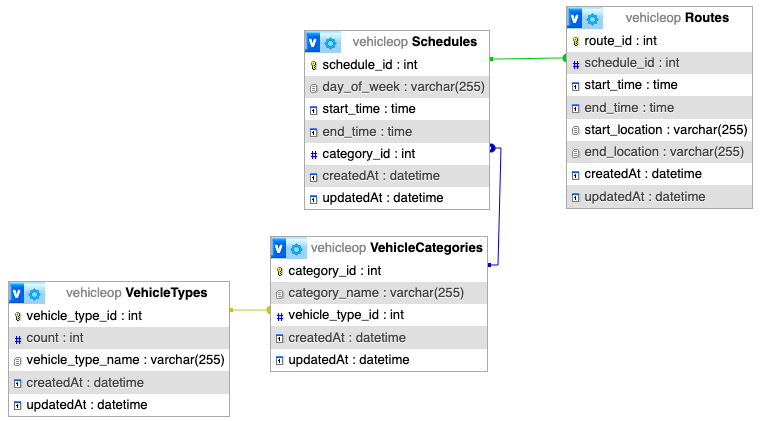 vehicleop Schedules
schedule_id : int
day_of_week : varchar(255)
start_time : time
end_time : time
category_id : int
createdAt : datetime
updatedAt : datetime
vehicleop Routes
route_id : int
schedule_id : int
start_time : time
end_time : time
start_location : varchar(255)
end_location : varchar(255)
createdAt : datetime
updatedAt : datetime
vehicleop VehicleCategories
category_id : int
category_name : varchar(255)
vehicle_type_id : int
createdAt : datetime
updatedAt : datetime
vehicleop VehicleTypes
vehicle_type_id : int
count : int
vehicle_type_name : varchar(255)
createdAt : datetime
updatedAt : datetime